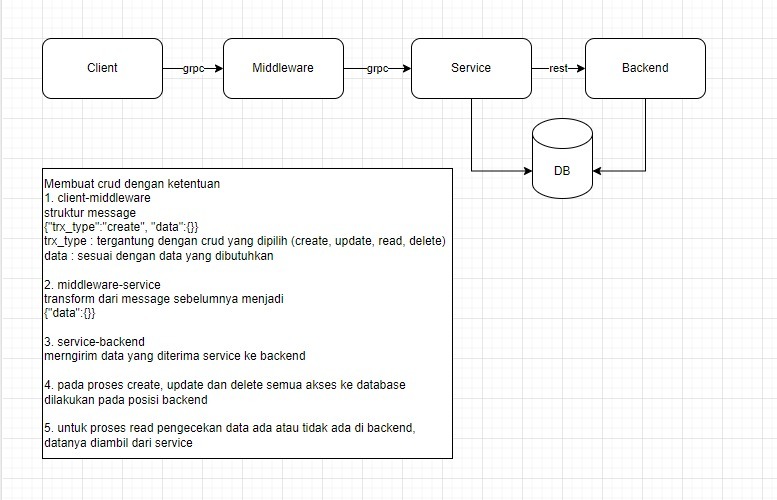 Client
grpc
Middleware
grpc
Service
rest
Backend
DB
Membuat crud dengan ketentuan
1. client-middleware
struktur message
{"trx_type":"create", "data":{}}
trx_type : tergantung dengan crud yang dipilih (create, update, read, delete)
data : sesuai dengan data yang dibutuhkan
2. middleware-service
transform dari message sebelumnya menjadi
{"data":{}}
3. service-backend
merngirim data yang diterima service ke backend
4. pada proses create, update dan delete semua akses ke database
dilakukan pada posisi backend
5. untuk proses read pengecekan data ada atau tidak ada di backend,
datanya diambil dari service